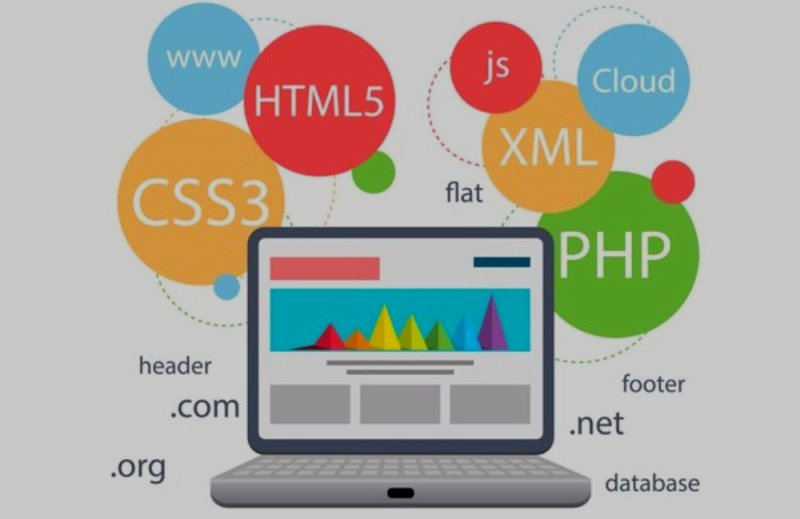 www
HTML5
js
Cloud
XML
CSS3
flat
PHP
header
footer
.com
.net
.org
database